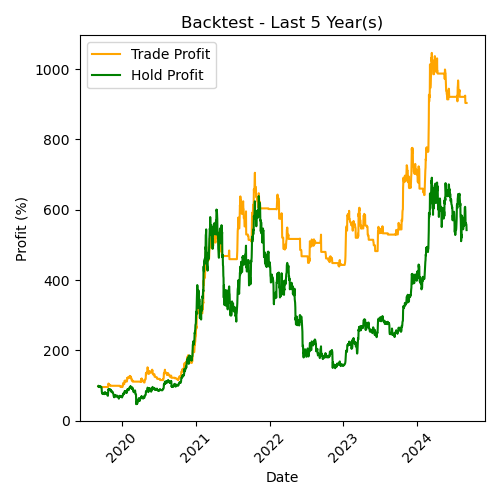 Backtest - Last 5 Year(s)
Trade Profit
Hold Profit
Profit (%)
1000
800
600
400
200
0
2020
2021
2022
2023
2024
Date